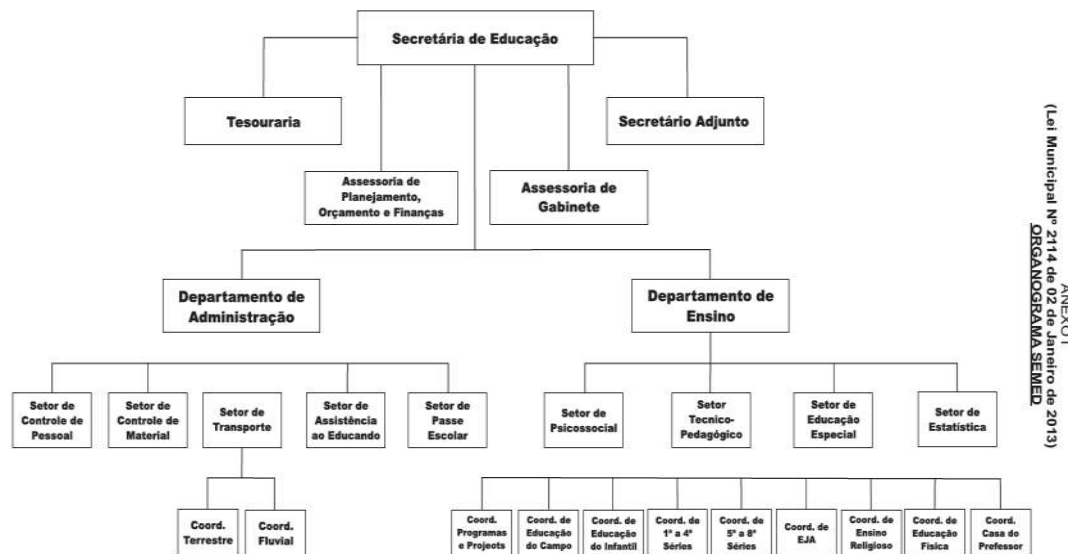 Secretária de Educação
Tesouraria
Secretário Adjunto
Assessoria de
Planejamento,
Orçamento e Finanças
Assessoria de
Gabinete
Departamento de
Administração
Departamento de
Ensino
Setor de
Controle de
Pessoal
Setor de
Controle de
Material
Setor de
Transporte
Setor de
Assistência
ao Educando
Setor de
Passe
Escolar
Setor de
Psicossocial
Setor
Tecnico-
Pedagógico
Setor de
Educação
Especial
Setor de
Estatística
Coord.
Terrestre
Coord.
Fluvial
Coord.
Programas
e Projects
Coord. de
Educação
do Campo
Coord. de
Educação
do Infantil
Coord. de
1ª a 4ª
Séries
Coord. de
5ª a 8ª
Séries
Coord. de
EJA
Coord. de
Ensino
Religioso
Coord. de
Educação
Física
Coord.
Casa do
Professor
ANEXO I
(Lei Municipal Nº 2114 de 02 de Janeiro de 2013)
ORGANOGRAMA SEMED